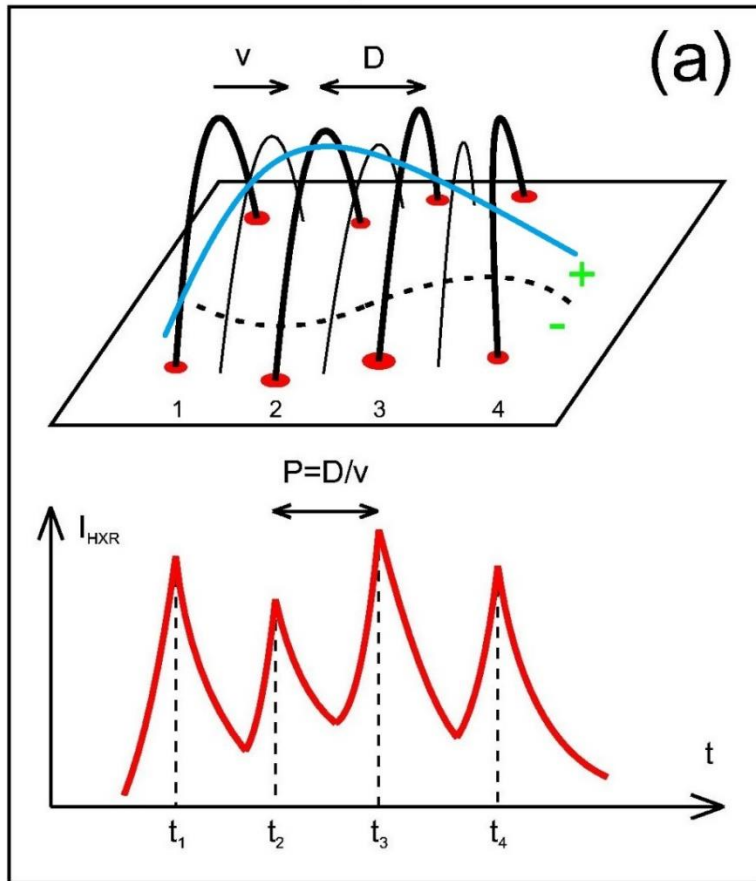 (a)
v D
+
-
1 2 3 4
P=D/v
I_HXR
t
t₁ t₂ t₃ t₄